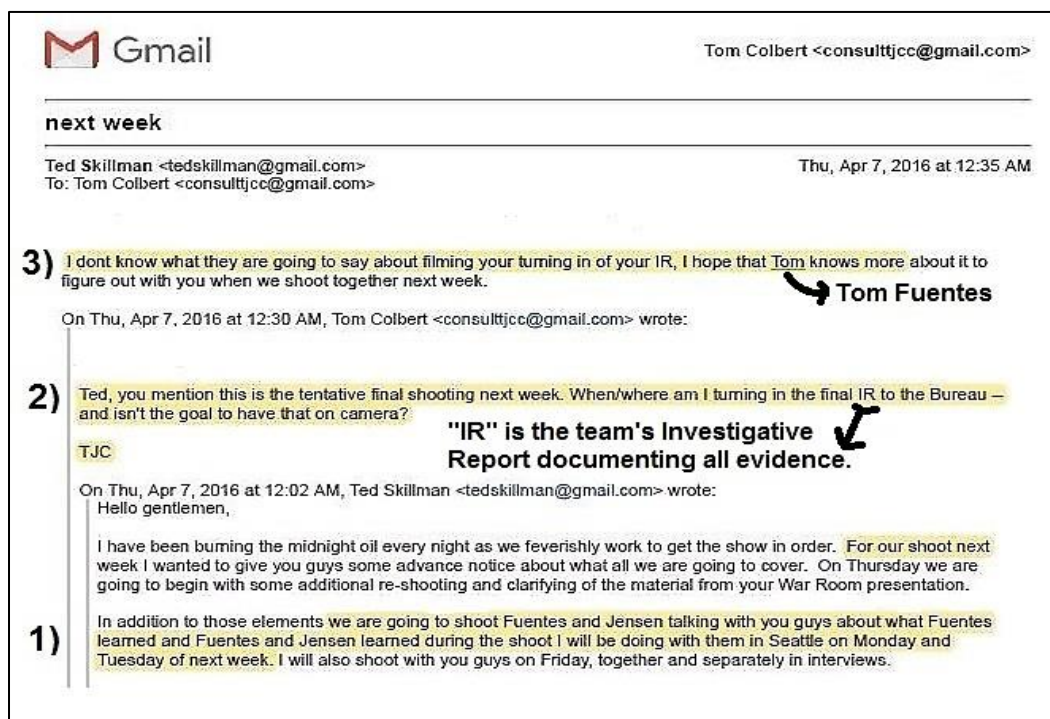 Gmail
Tom Colbert <consulttjcc@gmail.com>
next week
Ted Skillman <tedskillman@gmail.com>
Thu, Apr 7, 2016 at 12:35 AM
To: Tom Colbert <consulttjcc@gmail.com>
3) I dont know what they are going to say about filming your turning in of your IR, I hope that Tom knows more about it to
figure out with you when we shoot together next week.
Tom Fuentes
On Thu, Apr 7, 2016 at 12:30 AM, Tom Colbert <consulttjcc@gmail.com> wrote:
2) Ted, you mention this is the tentative final shooting next week. When/where am I turning in the final IR to the Bureau –
and isn't the goal to have that on camera?
"IR" is the team's Investigative
Report documenting all evidence.
TJC
On Thu, Apr 7, 2016 at 12:02 AM, Ted Skillman <tedskillman@gmail.com> wrote:
Hello gentlemen,
I have been burning the midnight oil every night as we feverishly work to get the show in order. For our shoot next
week I wanted to give you guys some advance notice about what all we are going to cover. On Thursday we are
going to begin with some additional re-shooting and clarifying of the material from your War Room presentation.
1) In addition to those elements we are going to shoot Fuentes and Jensen talking with you guys about what Fuentes
learned and Fuentes and Jensen learned during the shoot I will be doing with them in Seattle on Monday and
Tuesday of next week. I will also shoot with you guys on Friday, together and separately in interviews.